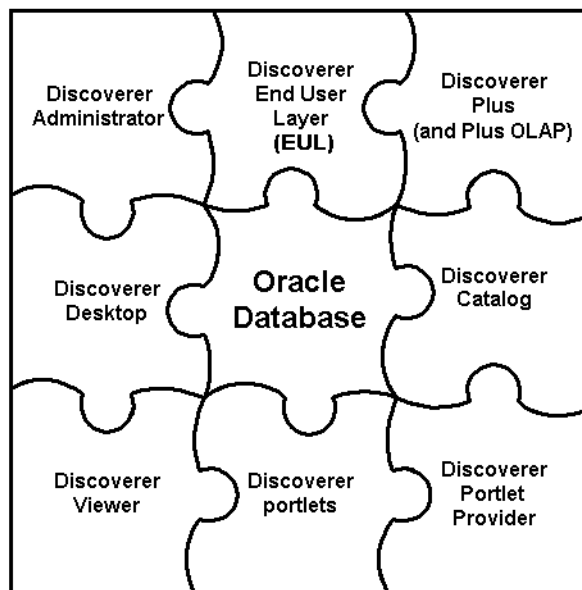 Discoverer
Administrator
Discoverer
End User
Layer
(EUL)
Discoverer
Plus
(and Plus OLAP)
Discoverer
Desktop
Oracle
Database
Discoverer
Catalog
Discoverer
Viewer
Discoverer
portlets
Discoverer
Portlet
Provider